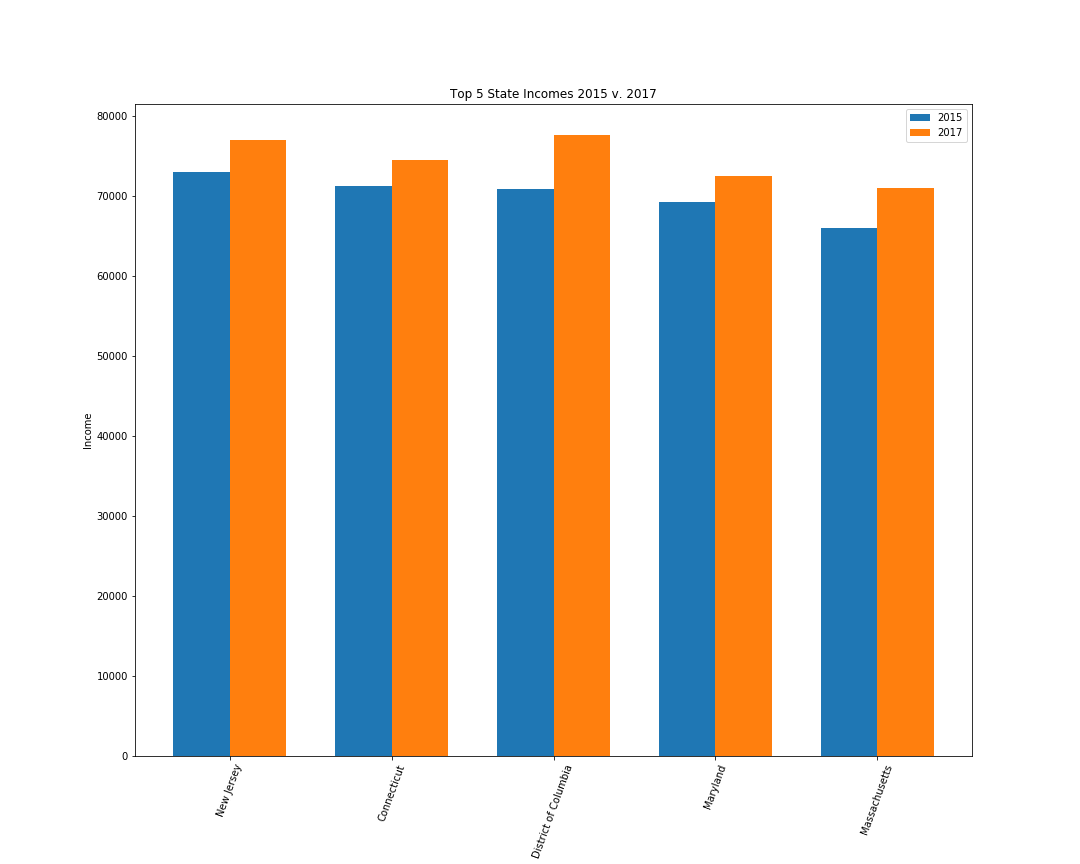 Top 5 State Incomes 2015 v. 2017
2015
2017
80000
70000
60000
50000
40000
30000
20000
10000
0
Income
New Jersey
Connecticut
District of Columbia
Maryland
Massachusetts